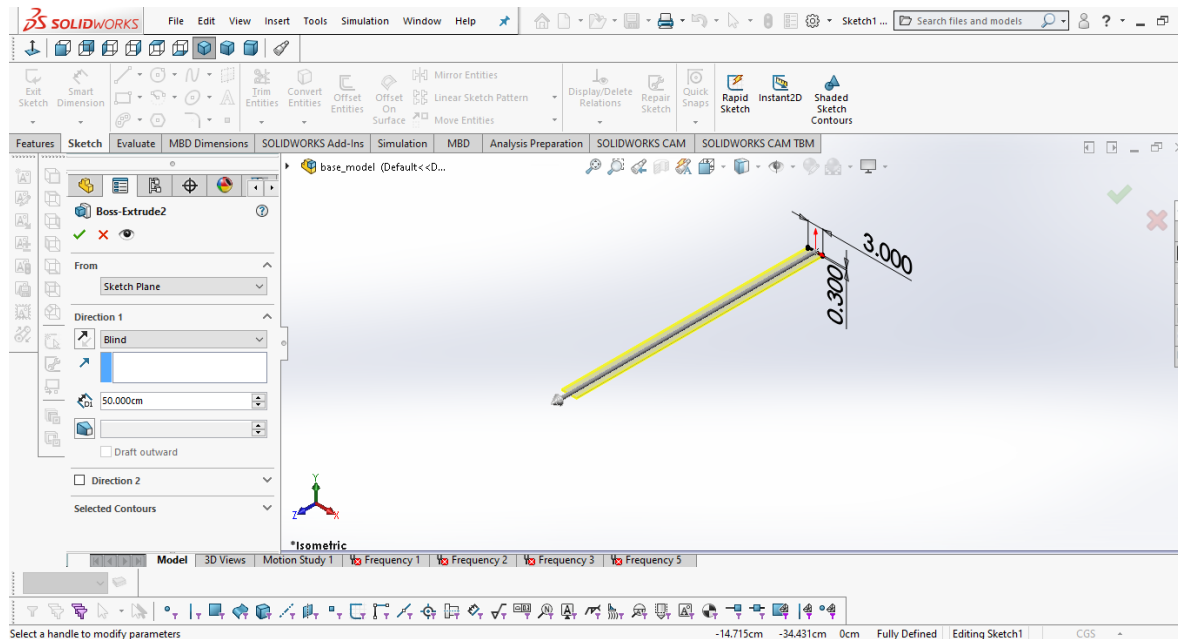 SOLIDWORKS File Edit View Insert Tools Simulation Window Help Sketch1 ... Search files and models
Exit Sketch
Smart Dimension
Trim Entities
Convert Entities
Offset Entities
Offset On Surface
Mirror Entities
Linear Sketch Pattern
Move Entities
Display/Delete Relations
Repair Sketch
Quick Snaps
Rapid Sketch
Instant2D
Shaded Sketch Contours
Features Sketch Evaluate MBD Dimensions SOLIDWORKS Add-Ins Simulation MBD Analysis Preparation SOLIDWORKS CAM SOLIDWORKS CAM TBM
base_model (Default<<D...
Boss-Extrude2
From
Sketch Plane
Direction 1
Blind
D1 50.000cm
Draft outward
Direction 2
Selected Contours
3.000
0.300
Y
Z X
*Isometric
Model 3D Views Motion Study 1 Frequency 1 Frequency 2 Frequency 3 Frequency 5
Select a handle to modify parameters -14.715cm -34.431cm 0cm Fully Defined Editing Sketch1 CGS